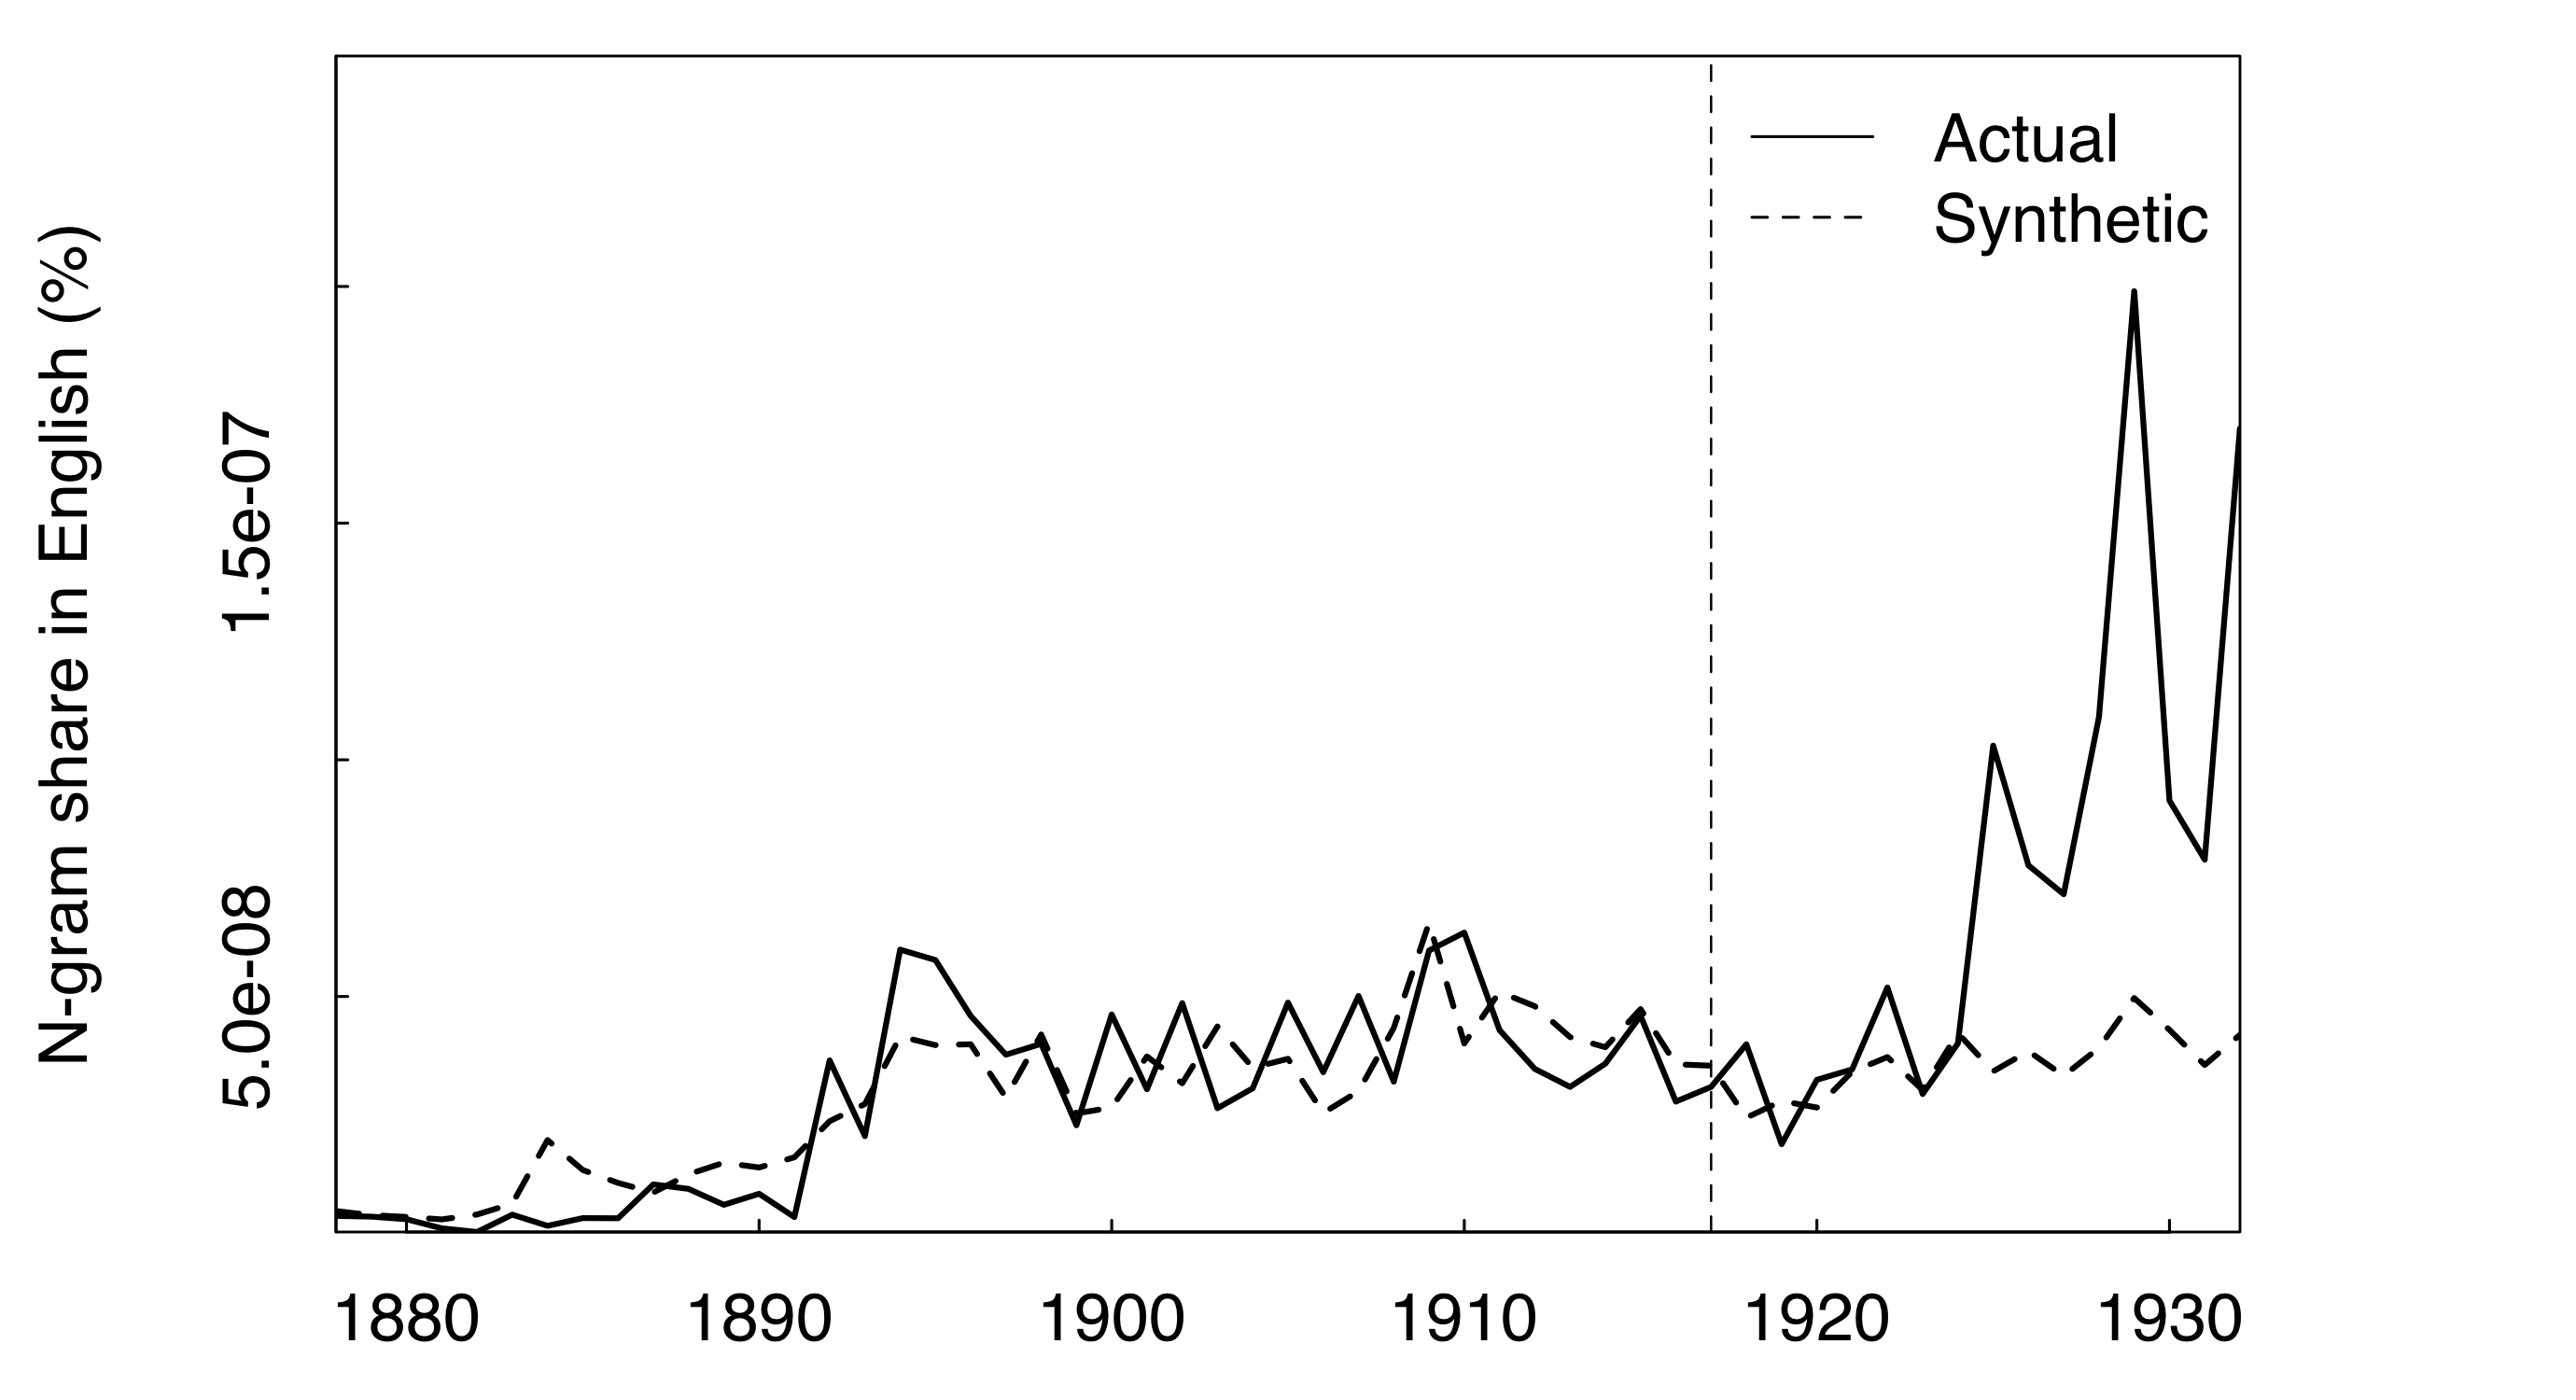 N-gram share in English (%)
1.5e-07
5.0e-08
Actual
Synthetic
1880 1890 1900 1910 1920 1930